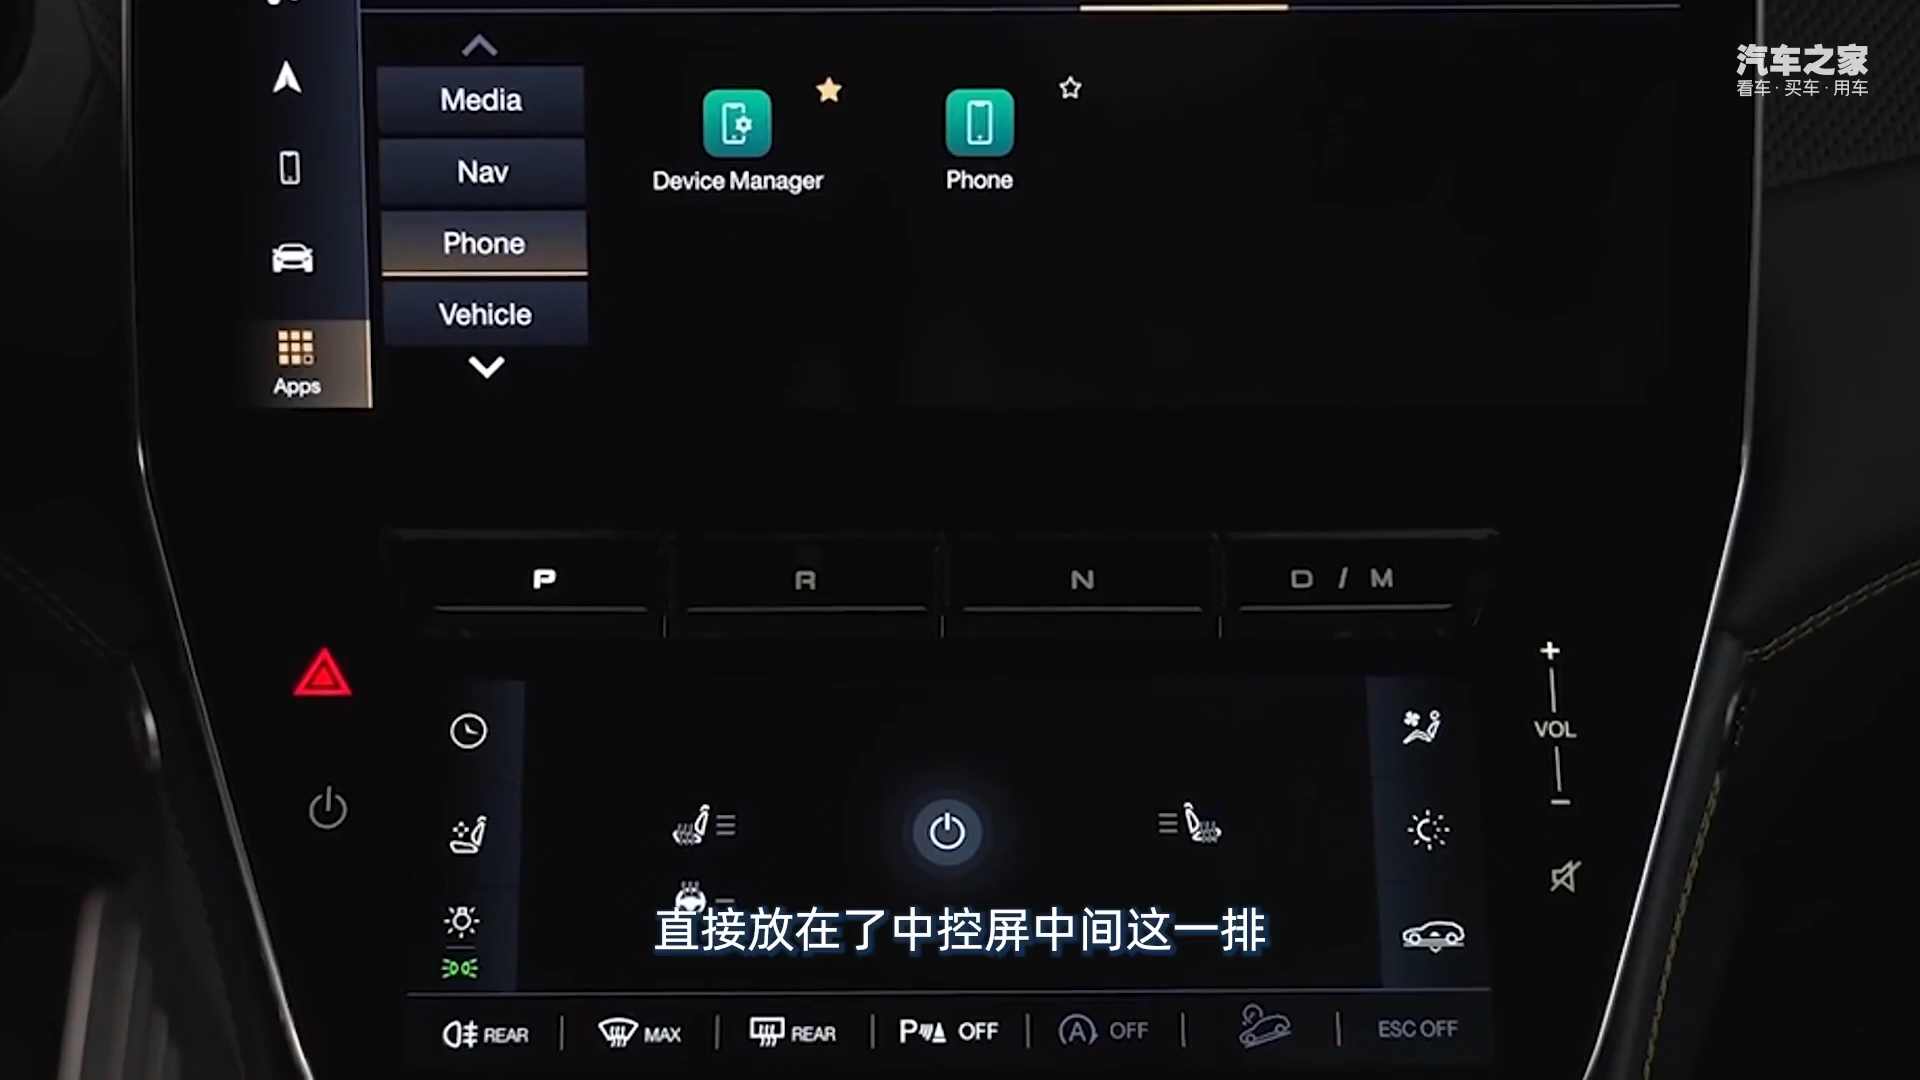 汽车之家
看车·买车·用车
Media
Nav
Phone
Vehicle
Apps
Device Manager
Phone
P
R
N
D / M
+
VOL
−
直接放在了中控屏中间这一排
REAR
MAX
REAR
P OFF
A OFF
ESC OFF